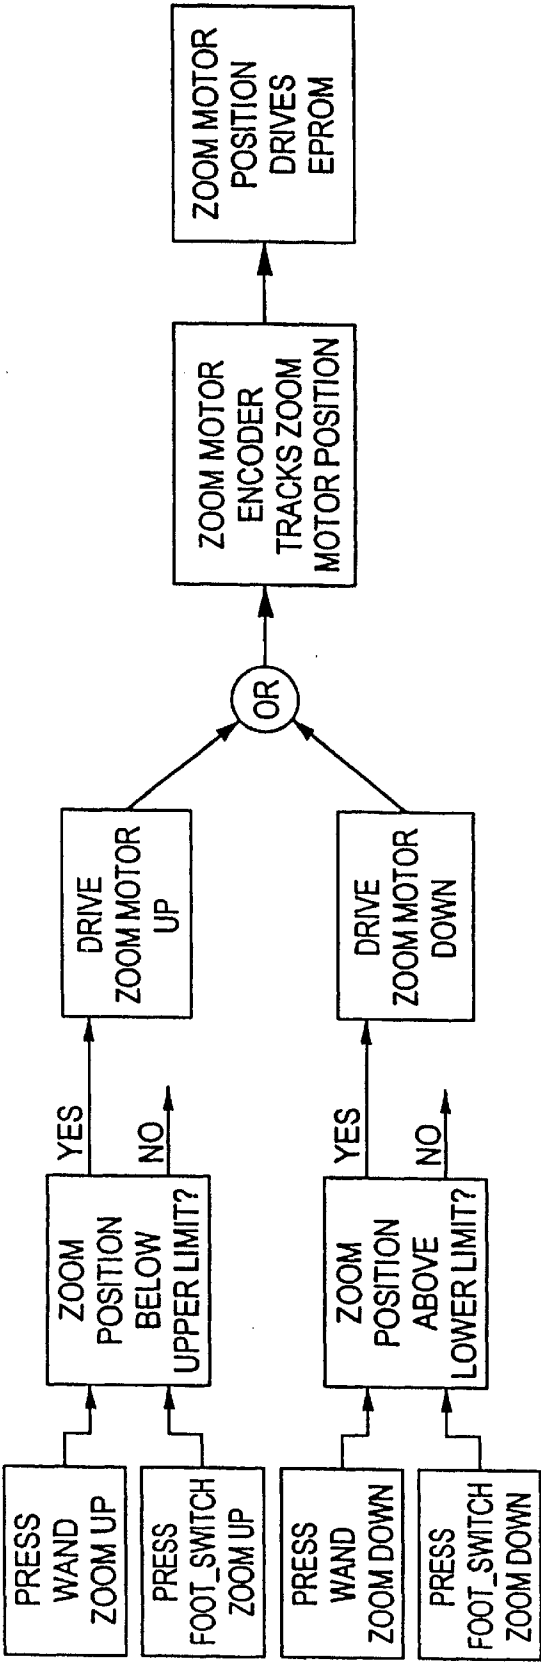 PRESS
WAND
ZOOM UP
PRESS
FOOT_SWITCH
ZOOM UP
ZOOM
POSITION
BELOW
UPPER LIMIT?
YES
NO
DRIVE
ZOOM MOTOR
UP
PRESS
WAND
ZOOM DOWN
PRESS
FOOT_SWITCH
ZOOM DOWN
ZOOM
POSITION
ABOVE
LOWER LIMIT?
YES
NO
DRIVE
ZOOM MOTOR
DOWN
OR
ZOOM MOTOR
ENCODER
TRACKS ZOOM
MOTOR POSITION
ZOOM MOTOR
POSITION
DRIVES
EPROM